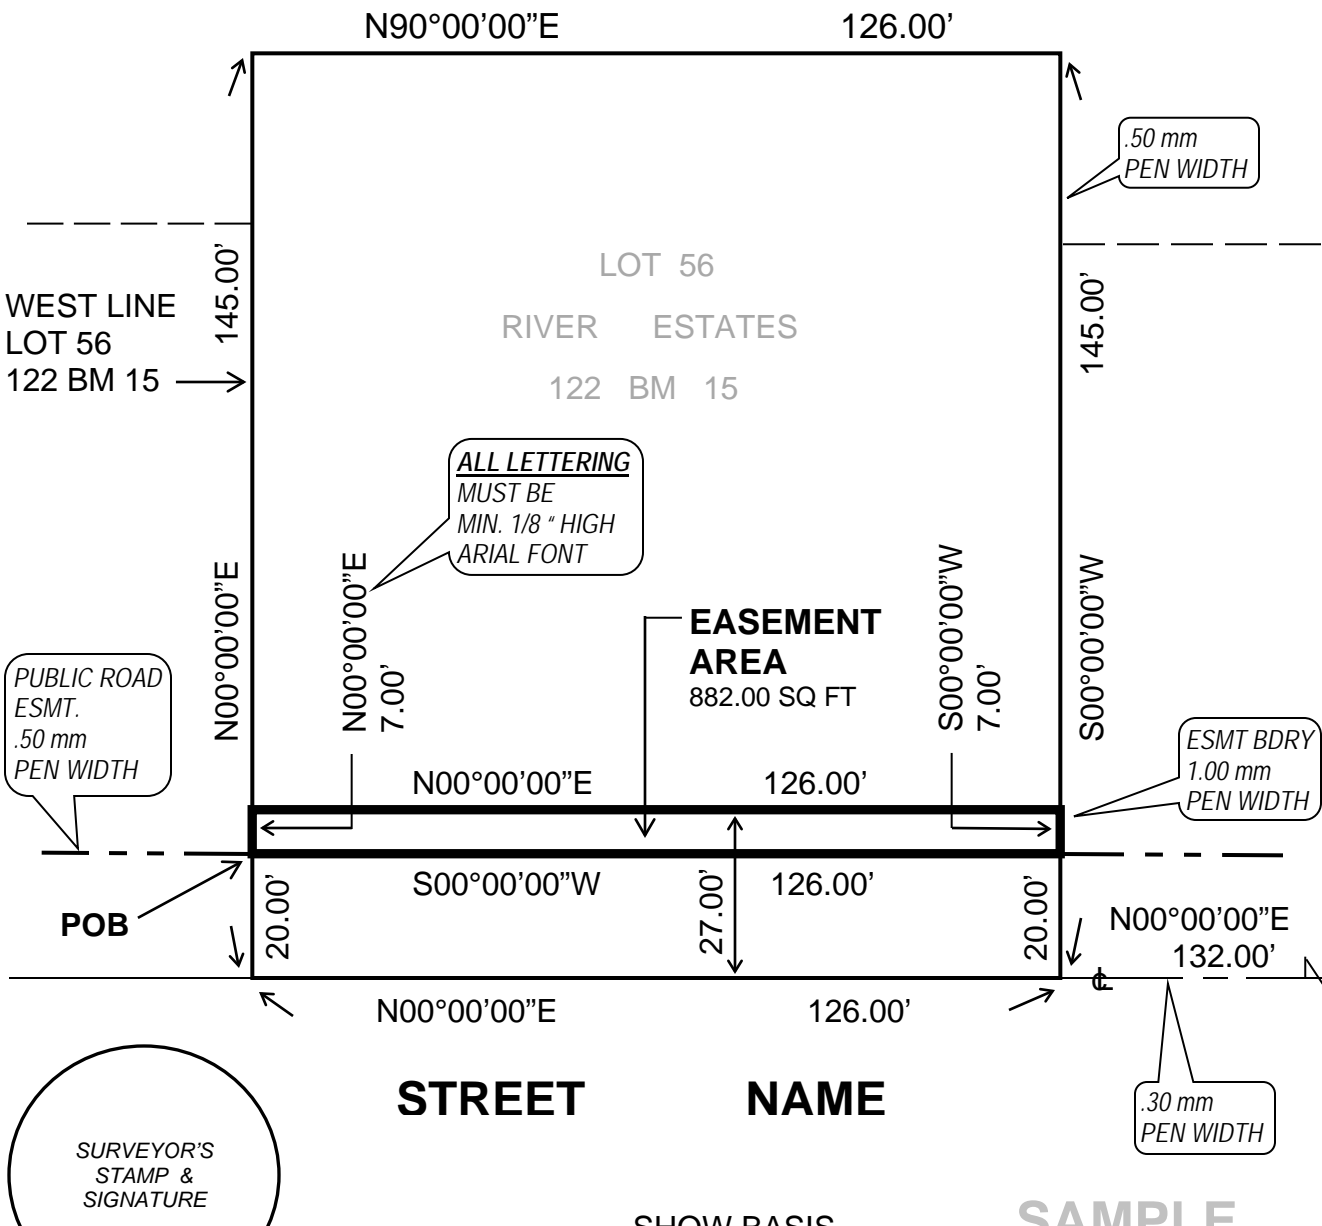 N90°00’00”E 126.00’
.50 mm
PEN WIDTH
145.00’
145.00’
LOT 56
RIVER ESTATES
122 BM 15
WEST LINE
LOT 56
122 BM 15
ALL LETTERING
MUST BE
MIN. 1/8 “ HIGH
ARIAL FONT
N00°00’00”E
N00°00’00”E
7.00’
EASEMENT
AREA
882.00 SQ FT
S00°00’00”W
7.00’
S00°00’00”W
PUBLIC ROAD
ESMT.
.50 mm
PEN WIDTH
ESMT BDRY
1.00 mm
PEN WIDTH
N00°00’00”E 126.00’
S00°00’00”W 126.00’
POB
20.00’
27.00’
20.00’
N00°00’00”E
132.00’
℄
N00°00’00”E 126.00’
STREET NAME
.30 mm
PEN WIDTH
SURVEYOR’S
STAMP &
SIGNATURE
SHOW BASIS
SAMPLE